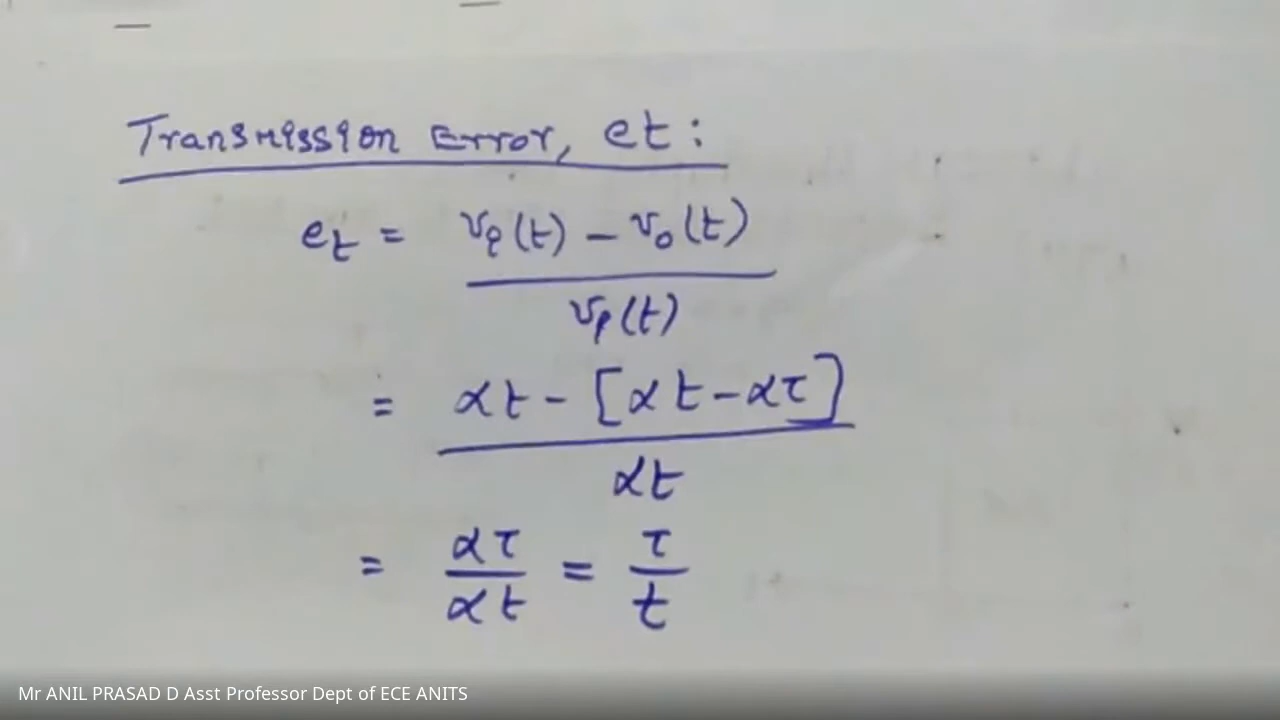 Transmission Error, et:
et = vi(t) - vo(t)
vi(t)
= αt - [αt - ατ]
αt
= ατ/αt = τ/t
Mr ANIL PRASAD D Asst Professor Dept of ECE ANITS